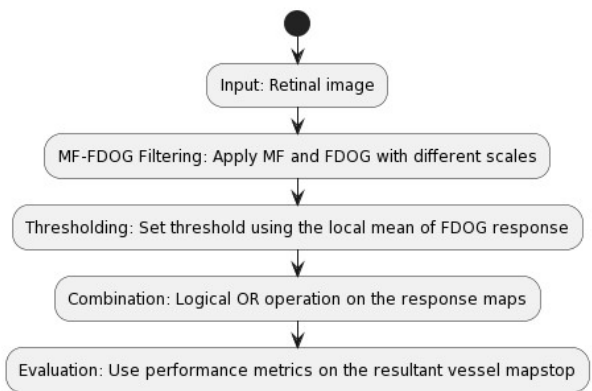 Input: Retinal image
MF-FDOG Filtering: Apply MF and FDOG with different scales
Thresholding: Set threshold using the local mean of FDOG response
Combination: Logical OR operation on the response maps
Evaluation: Use performance metrics on the resultant vessel mapstop